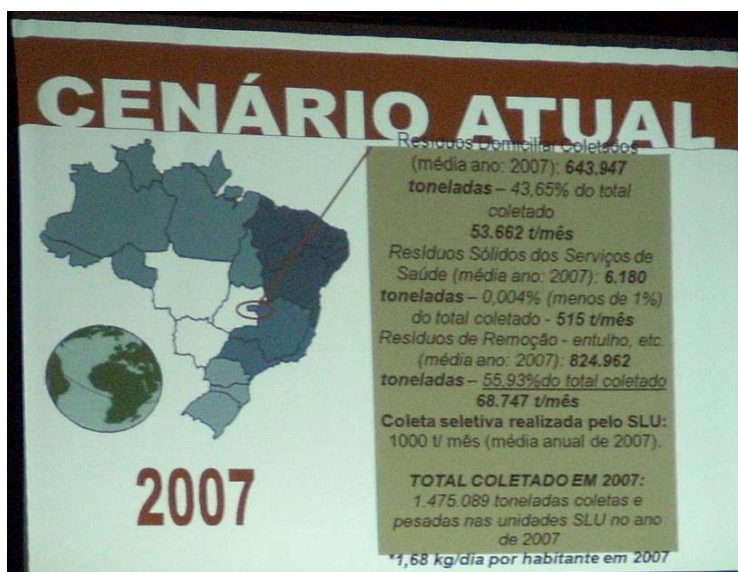 CENÁRIO ATUAL
Resíduos Domiciliar Coletados
(média ano: 2007): 643.947
toneladas – 43,65% do total
coletado
53.662 t/mês
Resíduos Sólidos dos Serviços de
Saúde (média ano: 2007): 6.180
toneladas – 0,004% (menos de 1%)
do total coletado - 515 t/mês
Resíduos de Remoção - entulho, etc.
(média ano: 2007): 824.962
toneladas – 55,93%do total coletado
68.747 t/mês
Coleta seletiva realizada pelo SLU:
1000 t/ mês (média anual de 2007).
TOTAL COLETADO EM 2007:
1.475.089 toneladas coletas e
pesadas nas unidades SLU no ano
de 2007
*1,68 kg/dia por habitante em 2007
2007